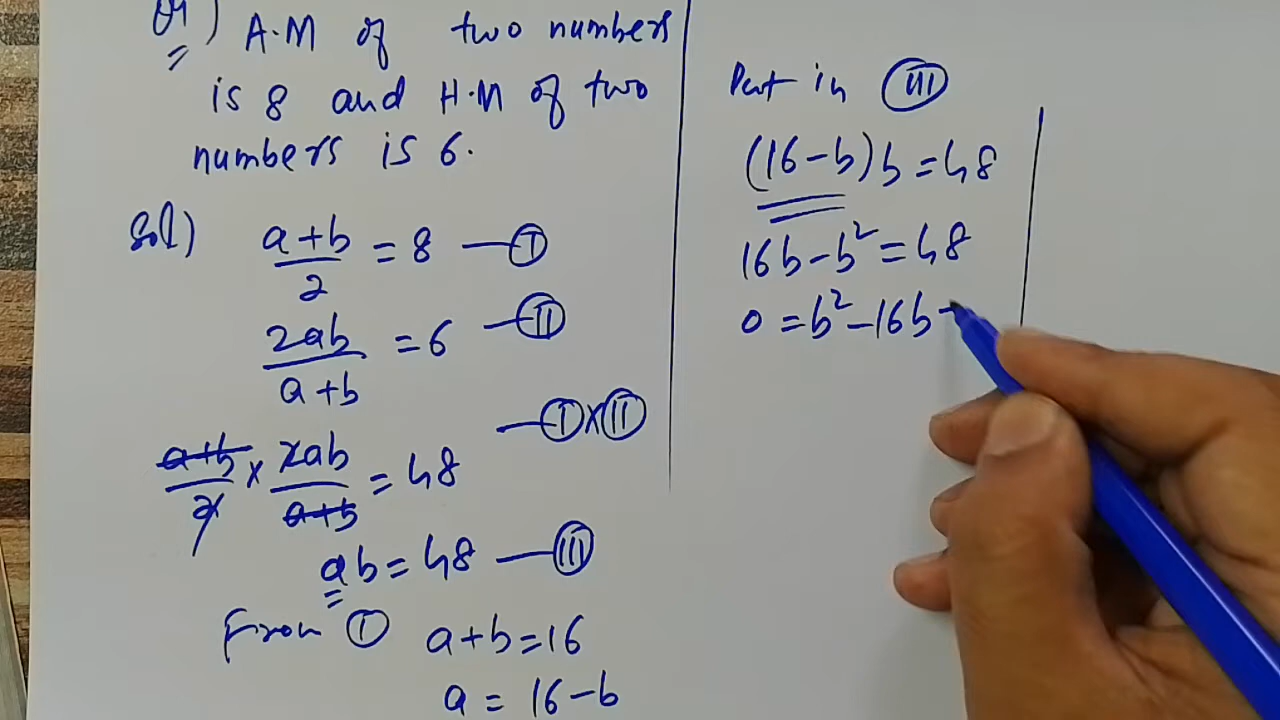 Q1) A.M of two numbers
is 8 and H.M of two
numbers is 6.
Sol) a+b/2 = 8 — I
2ab/a+b = 6 — II
a+b/2 × 2ab/a+b = 48 — I×II
ab = 48 — III
From I a+b=16
a = 16-b
Put in III
(16-b)b=48
16b-b²=48
0=b²-16b